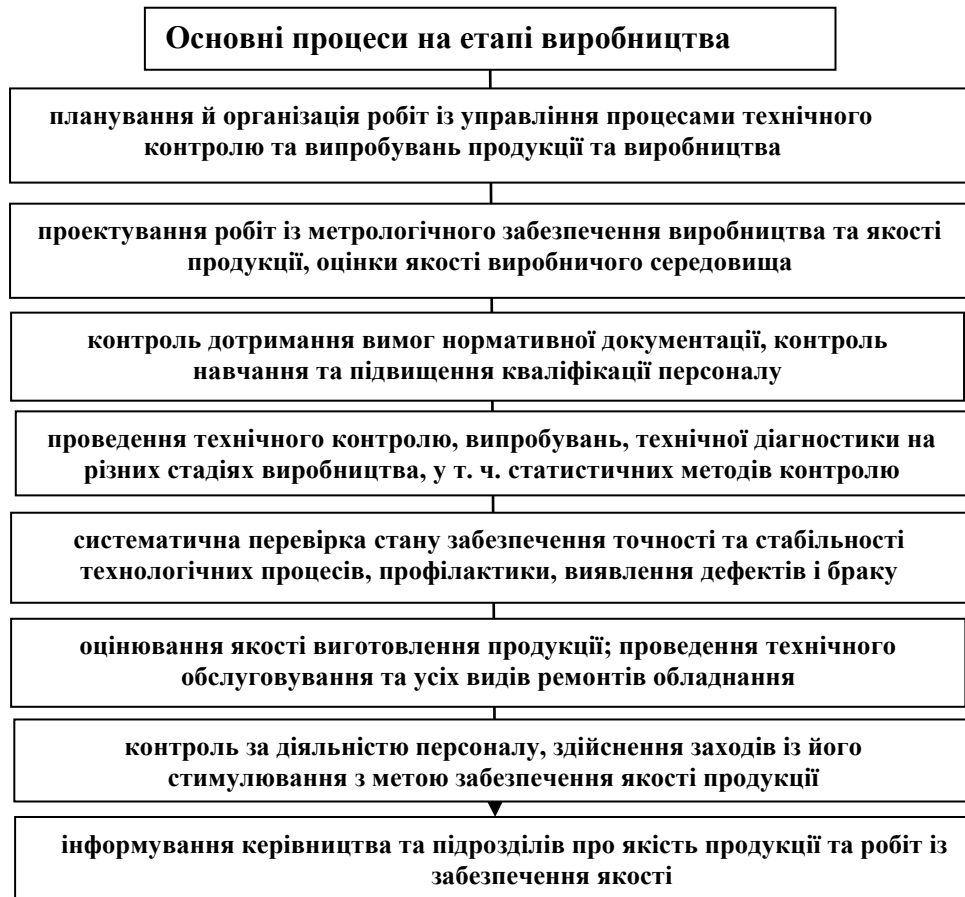 Основні процеси на етапі виробництва
планування й організація робіт із управління процесами технічного
контролю та випробувань продукції та виробництва
проектування робіт із метрологічного забезпечення виробництва та якості
продукції, оцінки якості виробничого середовища
контроль дотримання вимог нормативної документації, контроль
навчання та підвищення кваліфікації персоналу
проведення технічного контролю, випробувань, технічної діагностики на
різних стадіях виробництва, у т. ч. статистичних методів контролю
систематична перевірка стану забезпечення точності та стабільності
технологічних процесів, профілактики, виявлення дефектів і браку
оцінювання якості виготовлення продукції; проведення технічного
обслуговування та усіх видів ремонтів обладнання
контроль за діяльністю персоналу, здійснення заходів із його
стимулювання з метою забезпечення якості продукції
інформування керівництва та підрозділів про якість продукції та робіт із
забезпечення якості